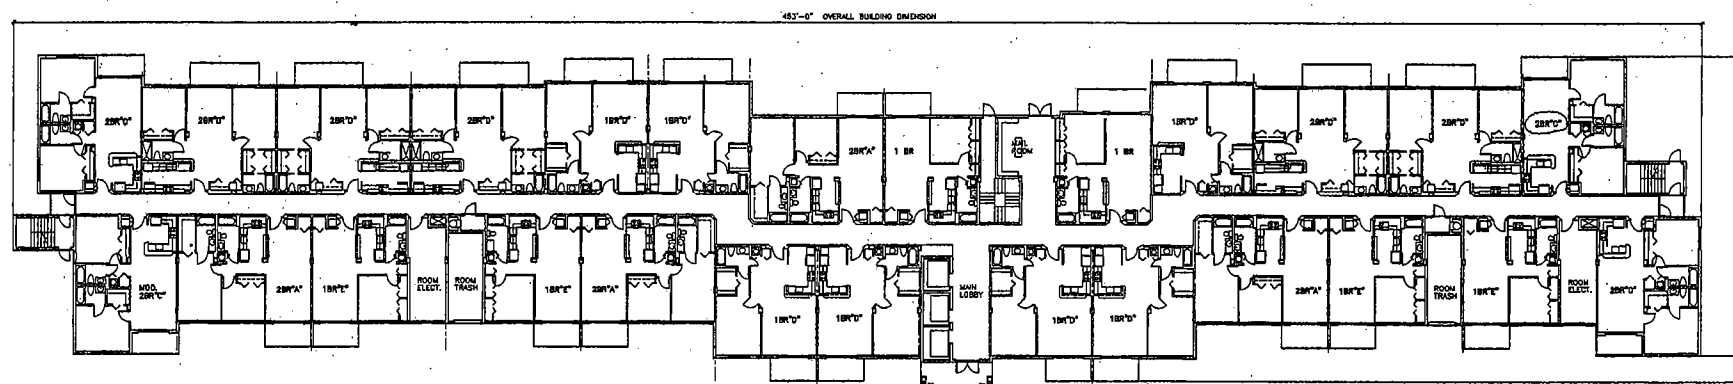 453'-0" OVERALL BUILDING DIMENSION
2BR"C"
2BR"D"
2BR"D"
2BR"D"
1BR"D"
1BR"D"
2BR"A"
1 BR
MAIL
ROOM
1 BR
1BR"D"
2BR"D"
2BR"D"
2BR"C"
MOD.
2BR"C"
2BR"A"
1BR"E"
ROOM
ELECT.
ROOM
TRASH
1BR"E"
2BR"A"
1BR"D"
1BR"D"
MAIN
LOBBY
1BR"D"
1BR"D"
2BR"A"
1BR"E"
ROOM
TRASH
1BR"E"
ROOM
ELECT.
2BR"C"